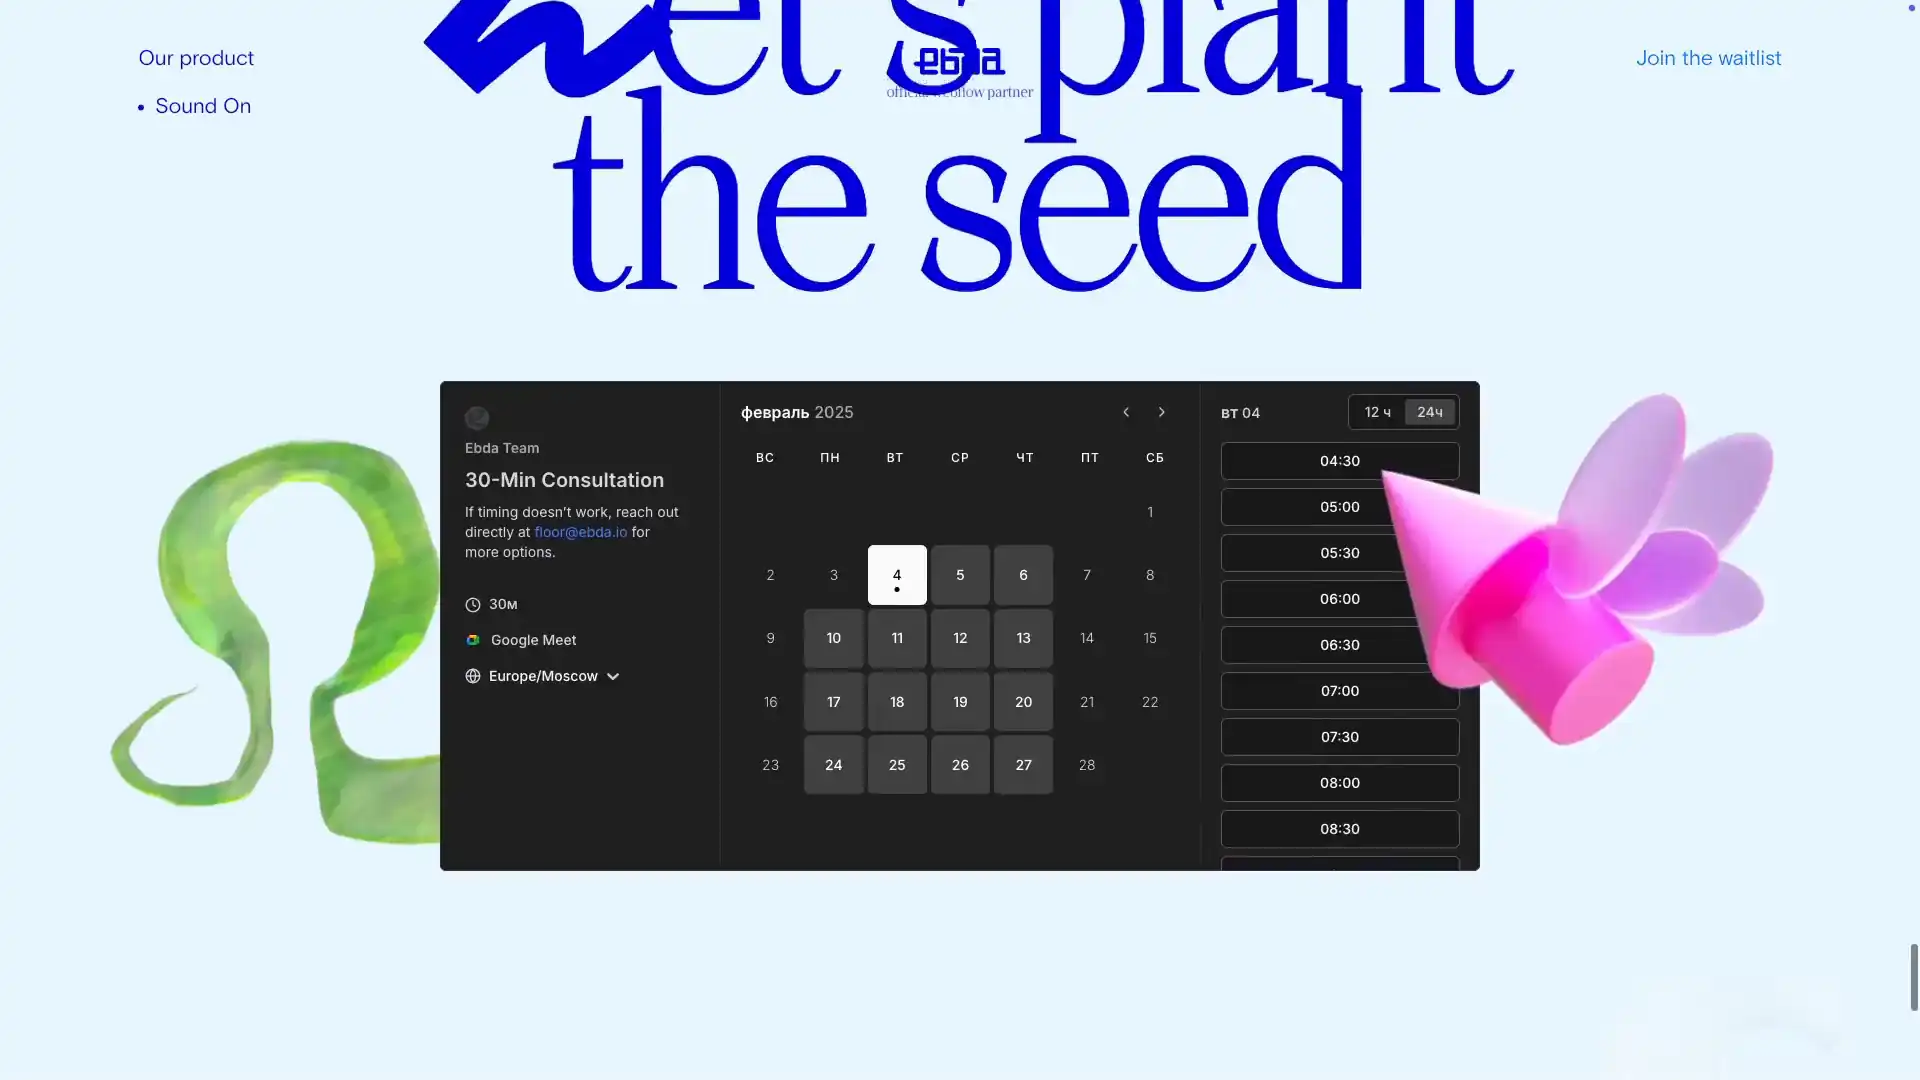 Our product
Sound On
Let's plant
the seed
ebda
official webflow partner
Join the waitlist
Ebda Team
30-Min Consultation
If timing doesn't work, reach out
directly at floor@ebda.io for
more options.
30м
Google Meet
Europe/Moscow
февраль 2025
ВС ПН ВТ СР ЧТ ПТ СБ
1
2 3 4 5 6 7 8
9 10 11 12 13 14 15
16 17 18 19 20 21 22
23 24 25 26 27 28
вт 04
12 ч 24ч
04:30
05:00
05:30
06:00
06:30
07:00
07:30
08:00
08:30